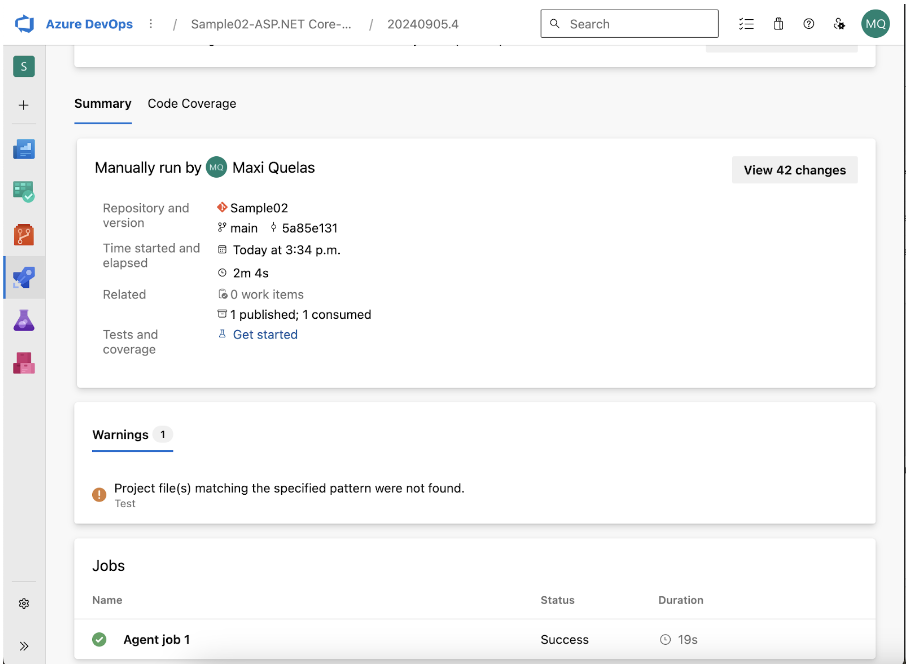 Azure DevOps / Sample02-ASP.NET Core-... / 20240905.4 Search MQ
S
Summary Code Coverage
Manually run by MQ Maxi Quelas View 42 changes
Repository and version Sample02
main 5a85e131
Time started and elapsed Today at 3:34 p.m.
2m 4s
Related 0 work items
1 published; 1 consumed
Tests and coverage Get started
Warnings 1
Project file(s) matching the specified pattern were not found.
Test
Jobs
Name Status Duration
Agent job 1 Success 19s